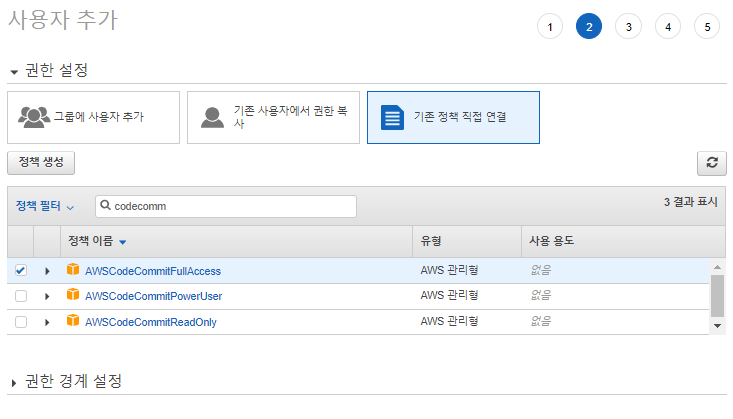 사용자 추가
1 2 3 4 5
권한 설정
그룹에 사용자 추가
기존 사용자에서 권한 복
사
기존 정책 직접 연결
정책 생성
정책 필터
codecomm
3 결과 표시
정책 이름 유형 사용 용도
AWSCodeCommitFullAccess AWS 관리형 없음
AWSCodeCommitPowerUser AWS 관리형 없음
AWSCodeCommitReadOnly AWS 관리형 없음
권한 경계 설정